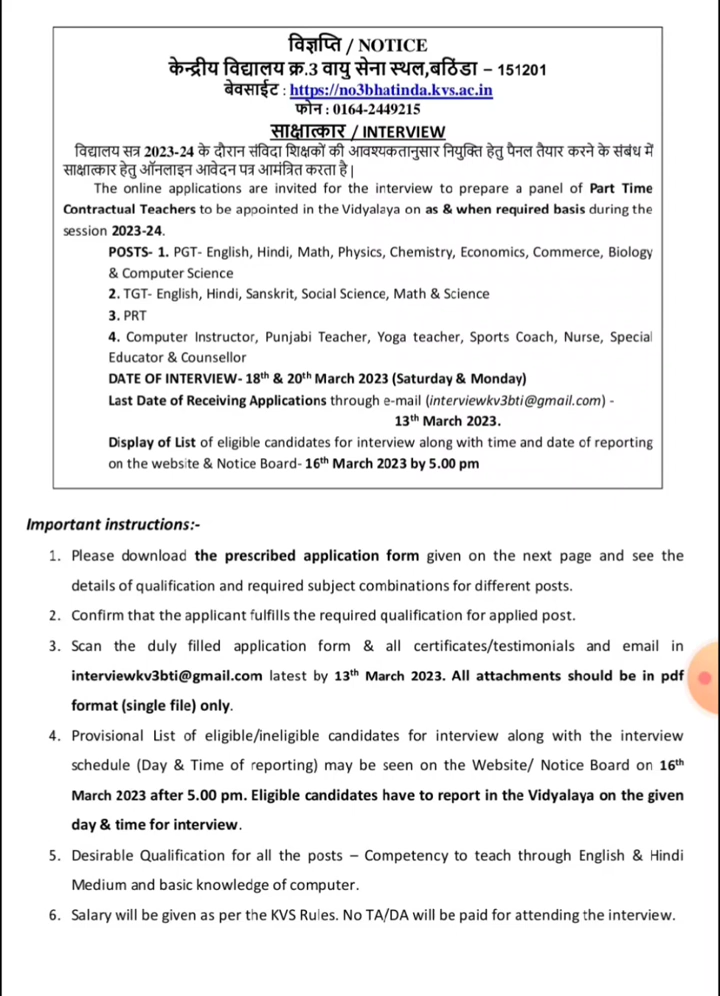 विज्ञप्ति / NOTICE
केन्द्रीय विद्यालय क्र.3 वायु सेना स्थल,बठिंडा – 151201
बेवसाईट : https://no3bhatinda.kvs.ac.in
फोन : 0164-2449215
साक्षात्कार / INTERVIEW
विद्यालय सत्र 2023-24 के दौरान संविदा शिक्षकों की आवश्यकतानुसार नियुक्ति हेतु पैनल तैयार करने के संबंध में
साक्षात्कार हेतु ऑनलाइन आवेदन पत्र आमंत्रित करता है|
The online applications are invited for the interview to prepare a panel of Part Time
Contractual Teachers to be appointed in the Vidyalaya on as & when required basis during the
session 2023-24.
POSTS- 1. PGT- English, Hindi, Math, Physics, Chemistry, Economics, Commerce, Biology
& Computer Science
2. TGT- English, Hindi, Sanskrit, Social Science, Math & Science
3. PRT
4. Computer Instructor, Punjabi Teacher, Yoga teacher, Sports Coach, Nurse, Special
Educator & Counsellor
DATE OF INTERVIEW- 18th & 20th March 2023 (Saturday & Monday)
Last Date of Receiving Applications through e-mail (interviewkv3bti@gmail.com) -
13th March 2023.
Display of List of eligible candidates for interview along with time and date of reporting
on the website & Notice Board- 16th March 2023 by 5.00 pm
Important instructions:-
1. Please download the prescribed application form given on the next page and see the
details of qualification and required subject combinations for different posts.
2. Confirm that the applicant fulfills the required qualification for applied post.
3. Scan the duly filled application form & all certificates/testimonials and email in
interviewkv3bti@gmail.com latest by 13th March 2023. All attachments should be in pdf
format (single file) only.
4. Provisional List of eligible/ineligible candidates for interview along with the interview
schedule (Day & Time of reporting) may be seen on the Website/ Notice Board on 16th
March 2023 after 5.00 pm. Eligible candidates have to report in the Vidyalaya on the given
day & time for interview.
5. Desirable Qualification for all the posts – Competency to teach through English & Hindi
Medium and basic knowledge of computer.
6. Salary will be given as per the KVS Rules. No TA/DA will be paid for attending the interview.